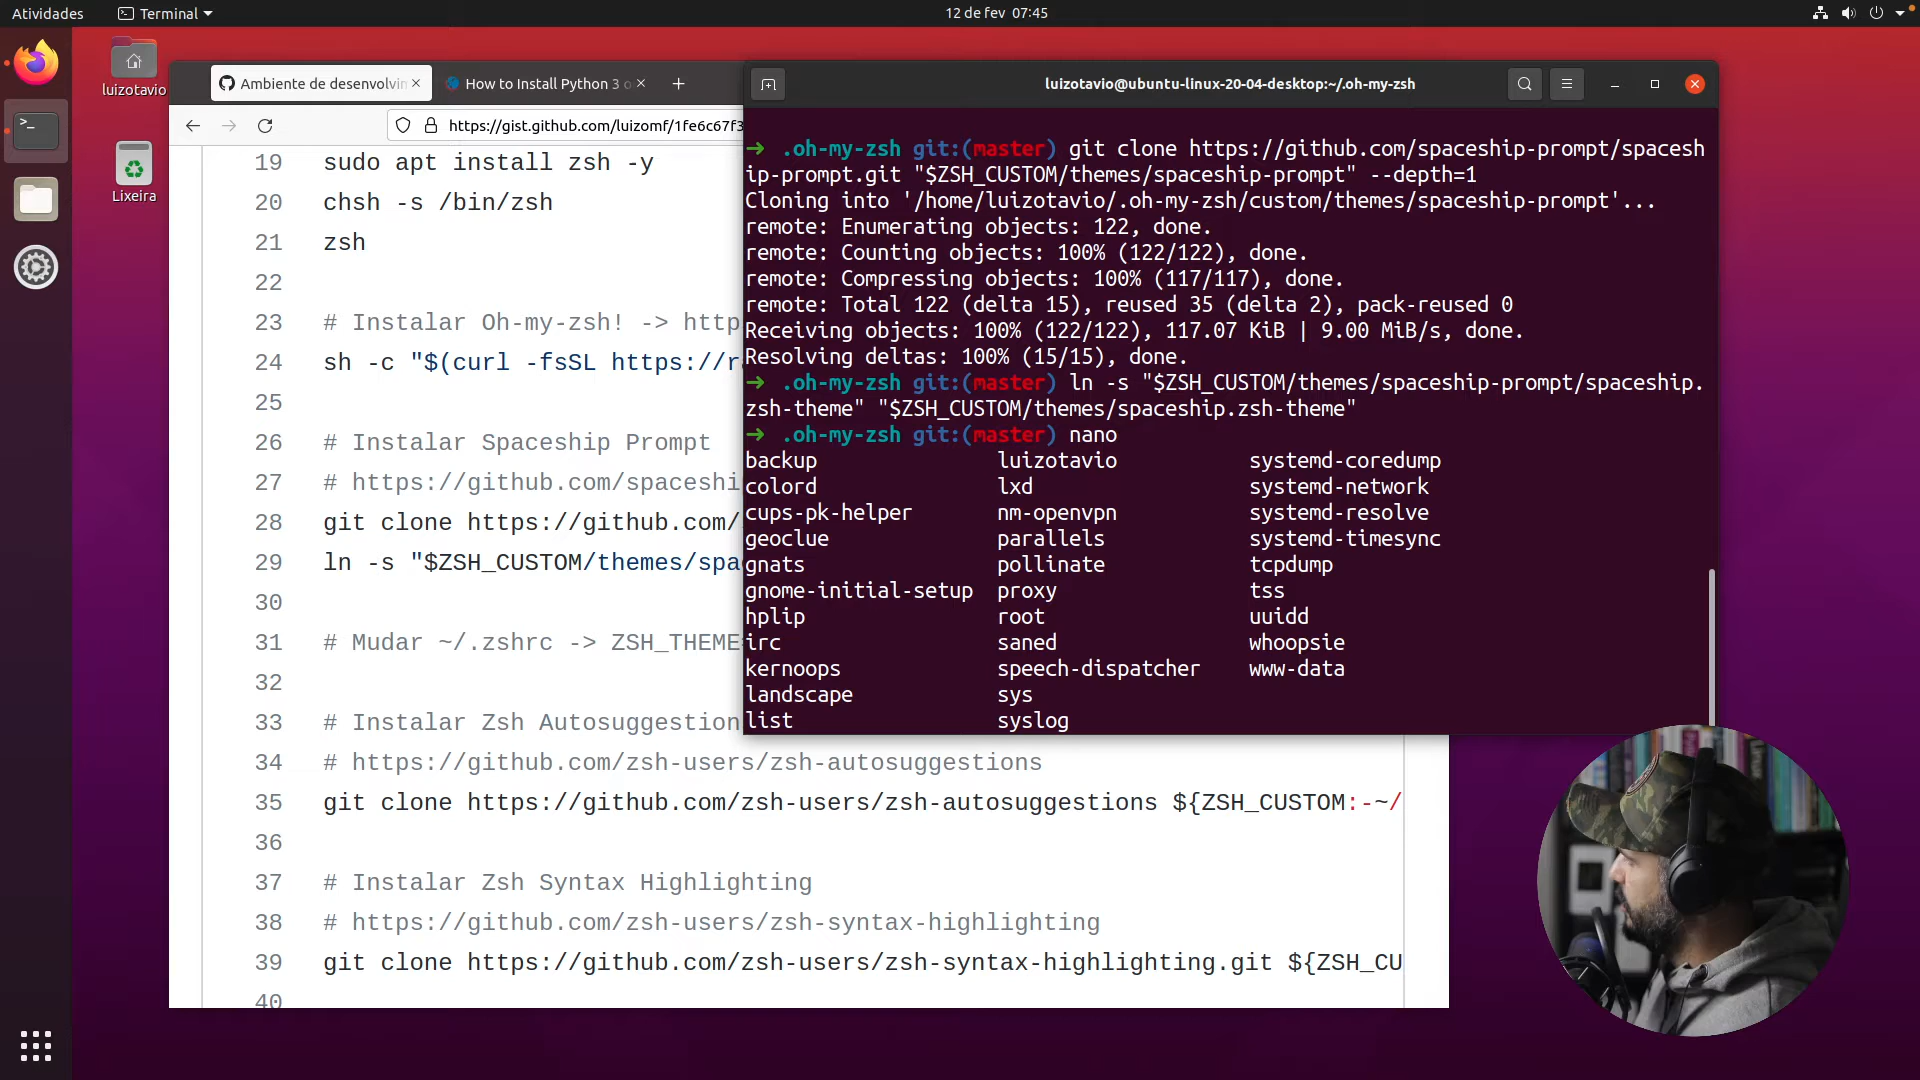 Atividades
Terminal
12 de fev 07:45
luizotavio
Lixeira
Ambiente de desenvolvin
How to Install Python 3 o
https://gist.github.com/luizomf/1fe6c67f3
19 sudo apt install zsh -y
20 chsh -s /bin/zsh
21 zsh
22
23 # Instalar Oh-my-zsh! -> http
24 sh -c "$(curl -fsSL https://r
25
26 # Instalar Spaceship Prompt
27 # https://github.com/spaceshi
28 git clone https://github.com/
29 ln -s "$ZSH_CUSTOM/themes/spa
30
31 # Mudar ~/.zshrc -> ZSH_THEME
32
33 # Instalar Zsh Autosuggestion
34 # https://github.com/zsh-users/zsh-autosuggestions
35 git clone https://github.com/zsh-users/zsh-autosuggestions ${ZSH_CUSTOM:-~/
36
37 # Instalar Zsh Syntax Highlighting
38 # https://github.com/zsh-users/zsh-syntax-highlighting
39 git clone https://github.com/zsh-users/zsh-syntax-highlighting.git ${ZSH_CU
40
luizotavio@ubuntu-linux-20-04-desktop:~/.oh-my-zsh
➜ .oh-my-zsh git:(master) git clone https://github.com/spaceship-prompt/spacesh
ip-prompt.git "$ZSH_CUSTOM/themes/spaceship-prompt" --depth=1
Cloning into '/home/luizotavio/.oh-my-zsh/custom/themes/spaceship-prompt'...
remote: Enumerating objects: 122, done.
remote: Counting objects: 100% (122/122), done.
remote: Compressing objects: 100% (117/117), done.
remote: Total 122 (delta 15), reused 35 (delta 2), pack-reused 0
Receiving objects: 100% (122/122), 117.07 KiB | 9.00 MiB/s, done.
Resolving deltas: 100% (15/15), done.
➜ .oh-my-zsh git:(master) ln -s "$ZSH_CUSTOM/themes/spaceship-prompt/spaceship.
zsh-theme" "$ZSH_CUSTOM/themes/spaceship.zsh-theme"
➜ .oh-my-zsh git:(master) nano
backup luizotavio systemd-coredump
colord lxd systemd-network
cups-pk-helper nm-openvpn systemd-resolve
geoclue parallels systemd-timesync
gnats pollinate tcpdump
gnome-initial-setup proxy tss
hplip root uuidd
irc saned whoopsie
kernoops speech-dispatcher www-data
landscape sys
list syslog